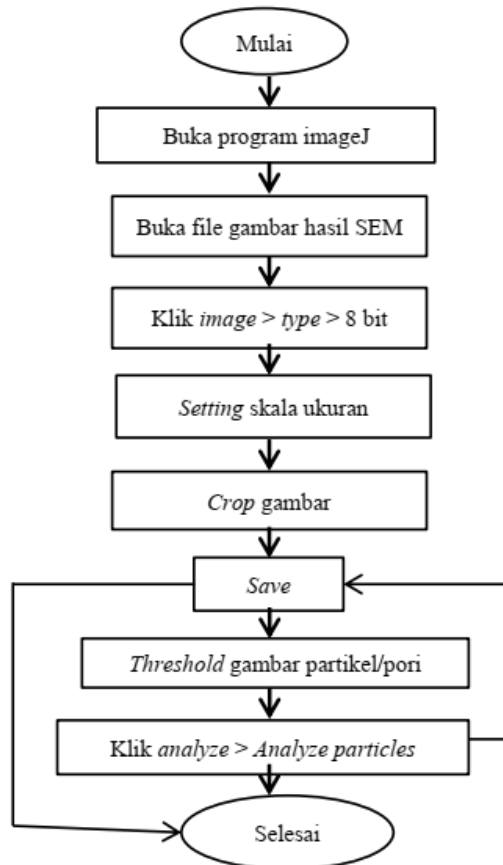 Mulai
Buka program imageJ
Buka file gambar hasil SEM
Klik image > type > 8 bit
Setting skala ukuran
Crop gambar
Save
Threshold gambar partikel/pori
Klik analyze > Analyze particles
Selesai